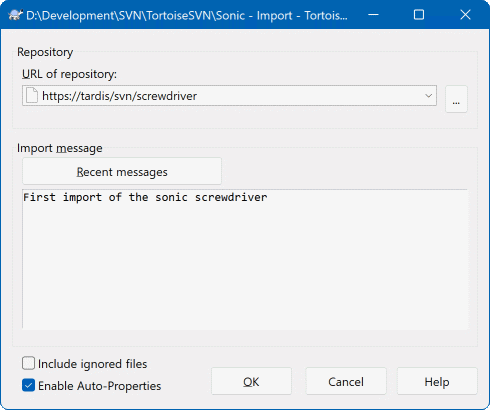 D:\Development\SVN\TortoiseSVN\Sonic - Import - Tortois...
Repository
URL of repository:
https://tardis/svn/screwdriver
...
Import message
Recent messages
First import of the sonic screwdriver
Include ignored files
Enable Auto-Properties
OK
Cancel
Help